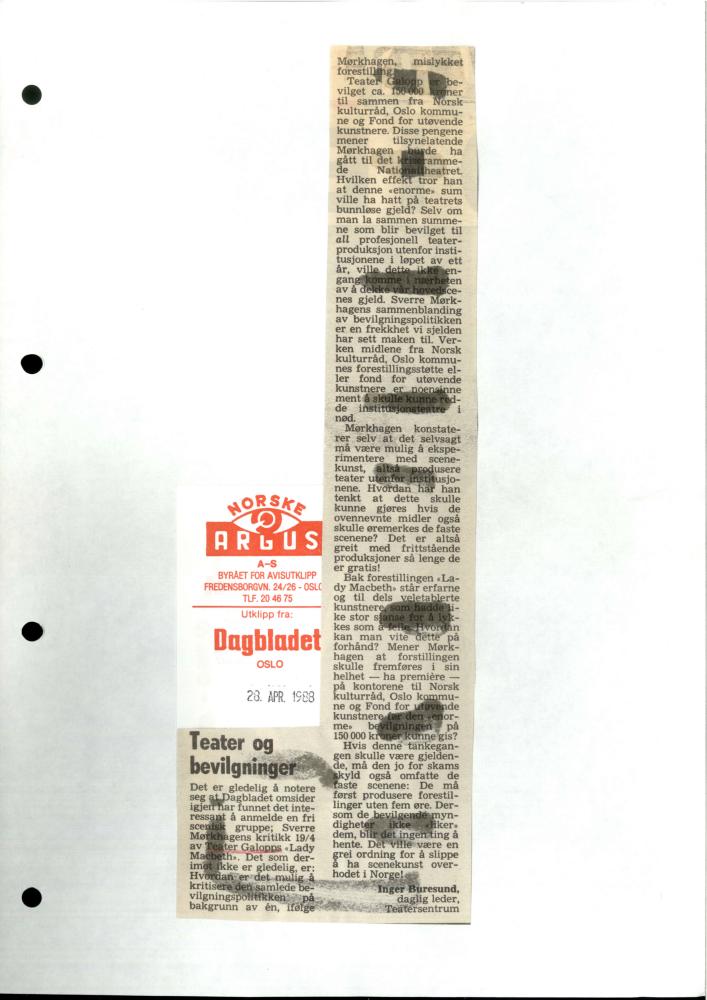 NORSKE
ARGUS
A-S
BYRÅET FOR AVISUTKLIPP
FREDENSBORGVN. 24/26 - OSLO
TLF. 20 46 75
Utklipp fra:
Dagbladet
OSLO
28. APR. 1988
Teater og
bevilgninger
Det er gledelig å notere
seg at Dagbladet omsider
igjen har funnet det inte-
ressant å anmelde en fri
scenisk gruppe; Sverre
Mørkhagens kritikk 19/4
av Teater Galopps «Lady
Macbeth». Det som der-
imot ikke er gledelig, er:
Hvordan er det mulig å
kritisere den samlede be-
vilgningspolitikken på
bakgrunn av én, ifølge
Mørkhagen, mislykket
forestilling.
Teater Galopp er be-
vilget ca. 150 000 kroner
til sammen fra Norsk
kulturråd, Oslo kommu-
ne og Fond for utøvende
kunstnere. Disse pengene
mener tilsynelatende
Mørkhagen burde ha
gått til det kriserammе-
de Nationaltheatret.
Hvilken effekt tror han
at denne «enorme» sum
ville ha hatt på teatrets
bunnløse gjeld? Selv om
man la sammen summe-
ne som blir bevilget til
all profesjonell teater-
produksjon utenfor insti-
tusjonene i løpet av ett
år, ville dette ikke en-
gang komme i nærheten
av å dekke vår hovedsce-
nes gjeld. Sverre Mørk-
hagens sammenblanding
av bevilgningspolitikken
er en frekkhet vi sjelden
har sett maken til. Ver-
ken midlene fra Norsk
kulturråd, Oslo kommu-
nes forestillingsstøtte el-
ler fond for utøvende
kunstnere er noensinne
ment å skulle kunne red-
de institusjonsteatre i
nød.
Mørkhagen konstate-
rer selv at det selvsagt
må være mulig å ekspe-
rimentere med scene-
kunst, altså produsere
teater utenfor institusjo-
nene. Hvordan har han
tenkt at dette skulle
kunne gjøres hvis de
ovennevnte midler også
skulle øremerkes de faste
scenene? Det er altså
greit med frittstående
produksjoner så lenge de
er gratis!
Bak forestillingen «La-
dy Macbeth» står erfarne
og til dels veletablerte
kunstnere, som hadde li-
ke stor sjanse for å lyk-
kes som å feile. Hvordan
kan man vite dette på
forhånd? Mener Mørk-
hagen at forstillingen
skulle fremføres i sin
helhet — ha première —
på kontorene til Norsk
kulturråd, Oslo kommu-
ne og Fond for utøvende
kunstnere før den «enor-
me» bevilgningen på
150 000 kroner kunne gis?
Hvis denne tankegan-
gen skulle være gjelden-
de, må den jo for skams
skyld også omfatte de
faste scenene: De må
først produsere forestil-
linger uten fem øre. Der-
som de bevilgende myn-
digheter ikke «liker»
dem, blir det ingen ting å
hente. Det ville være en
grei ordning for å slippe
å ha scenekunst over-
hodet i Norge!
Inger Buresund,
daglig leder,
Teatersentrum